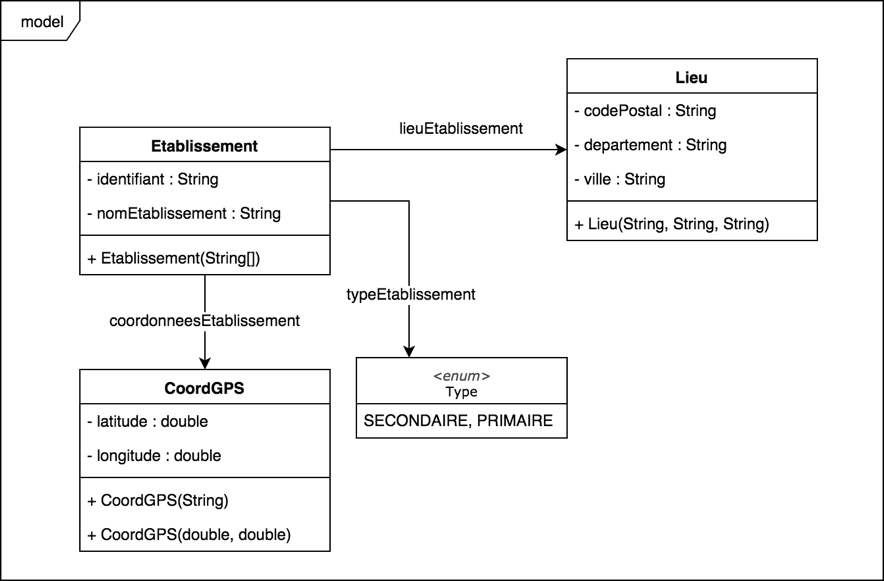 model
Lieu
- codePostal : String
- departement : String
- ville : String
+ Lieu(String, String, String)
lieuEtablissement
Etablissement
- identifiant : String
- nomEtablissement : String
+ Etablissement(String[])
typeEtablissement
coordonneesEtablissement
<enum>
Type
SECONDAIRE, PRIMAIRE
CoordGPS
- latitude : double
- longitude : double
+ CoordGPS(String)
+ CoordGPS(double, double)